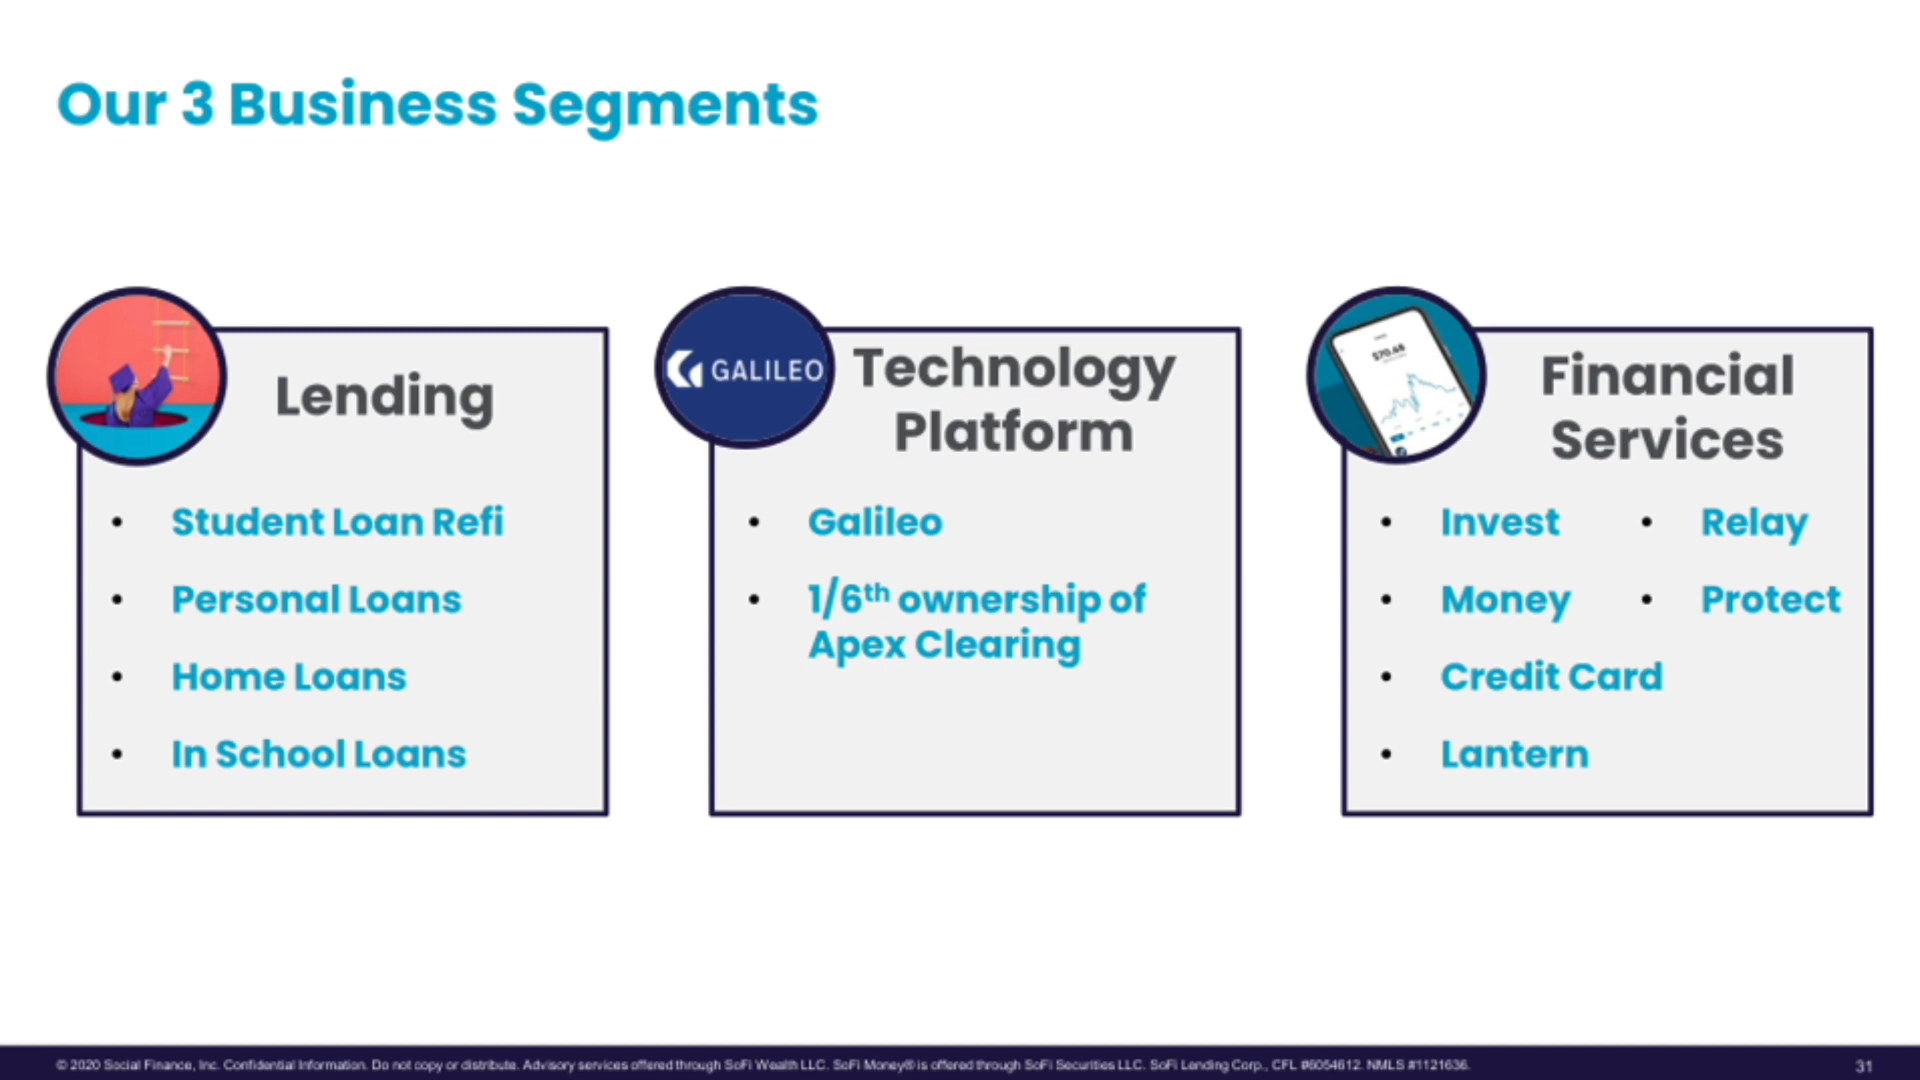 Our 3 Business Segments
GALILEO
Lending
• Student Loan Refi
• Personal Loans
• Home Loans
• In School Loans
Technology
Platform
• Galileo
• 1/6th ownership of
Apex Clearing
$70.68
Financial
Services
• Invest
• Money
• Credit Card
• Lantern
• Relay
• Protect
© 2020 Social Finance, Inc. Confidential Information. Do not copy or distribute. Advisory services offered through SoFi Wealth LLC. SoFi Money® is offered through SoFi Securities LLC. SoFi Lending Corp., CFL #6054612. NMLS #1121636.
31